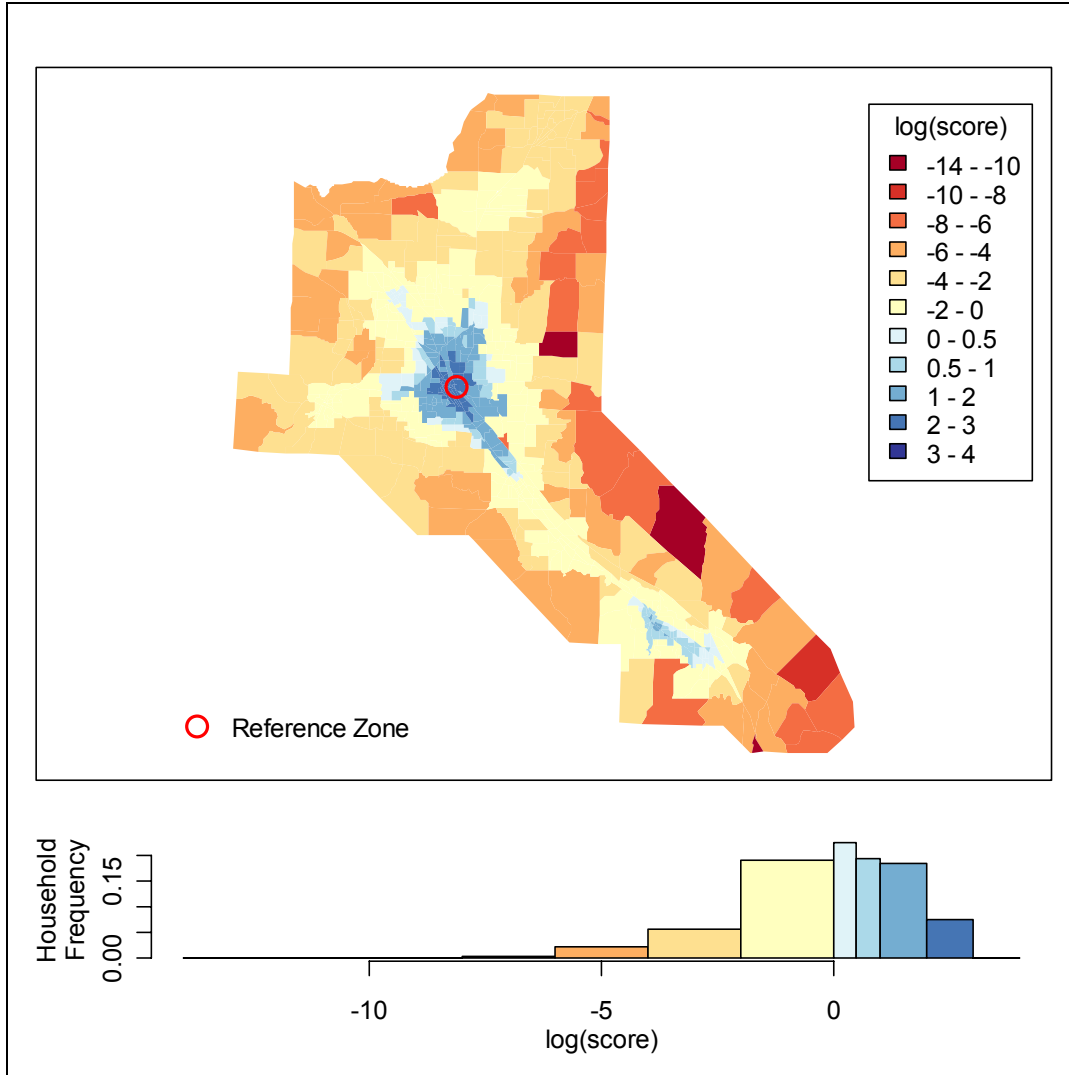 log(score)
-14 - -10
-10 - -8
-8 - -6
-6 - -4
-4 - -2
-2 - 0
0 - 0.5
0.5 - 1
1 - 2
2 - 3
3 - 4
Reference Zone
Household
Frequency
0.15
0.00
-10
-5
0
log(score)